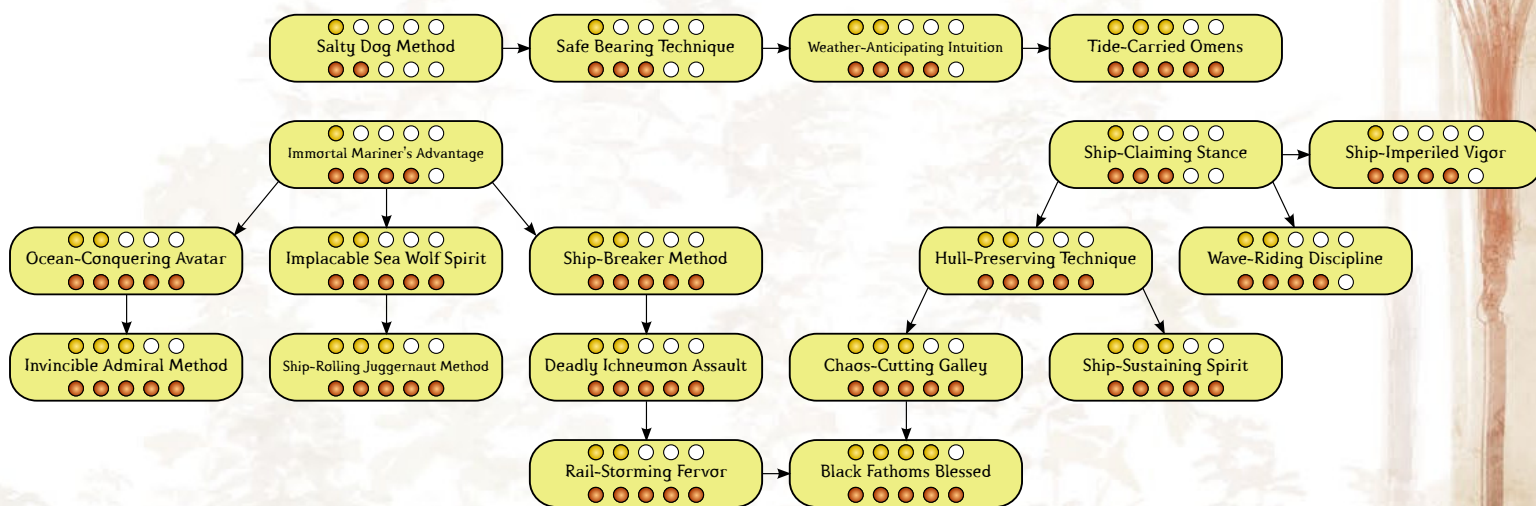 Salty Dog Method
Safe Bearing Technique
Weather-Anticipating Intuition
Tide-Carried Omens
Immortal Mariner's Advantage
Ship-Claiming Stance
Ship-Imperiled Vigor
Ocean-Conquering Avatar
Implacable Sea Wolf Spirit
Ship-Breaker Method
Hull-Preserving Technique
Wave-Riding Discipline
Invincible Admiral Method
Ship-Rolling Juggernaut Method
Deadly Ichneumon Assault
Chaos-Cutting Galley
Ship-Sustaining Spirit
Rail-Storming Fervor
Black Fathoms Blessed